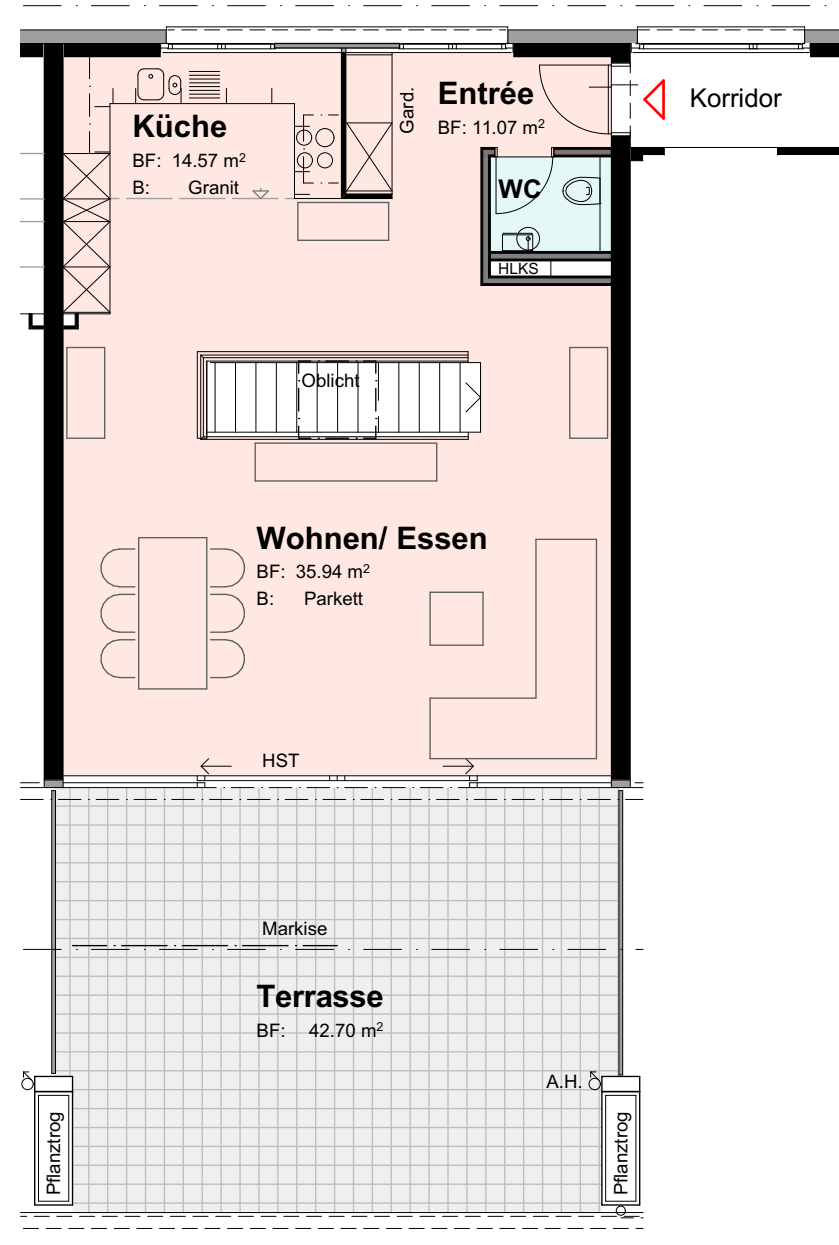 Entrée
BF: 11.07 m²
Korridor
Gard.
Küche
BF: 14.57 m²
B: Granit
WC
HLKS
Oblicht
Wohnen/ Essen
BF: 35.94 m²
B: Parkett
HST
Markise
Terrasse
BF: 42.70 m²
A.H.
Pflanztrog
Pflanztrog